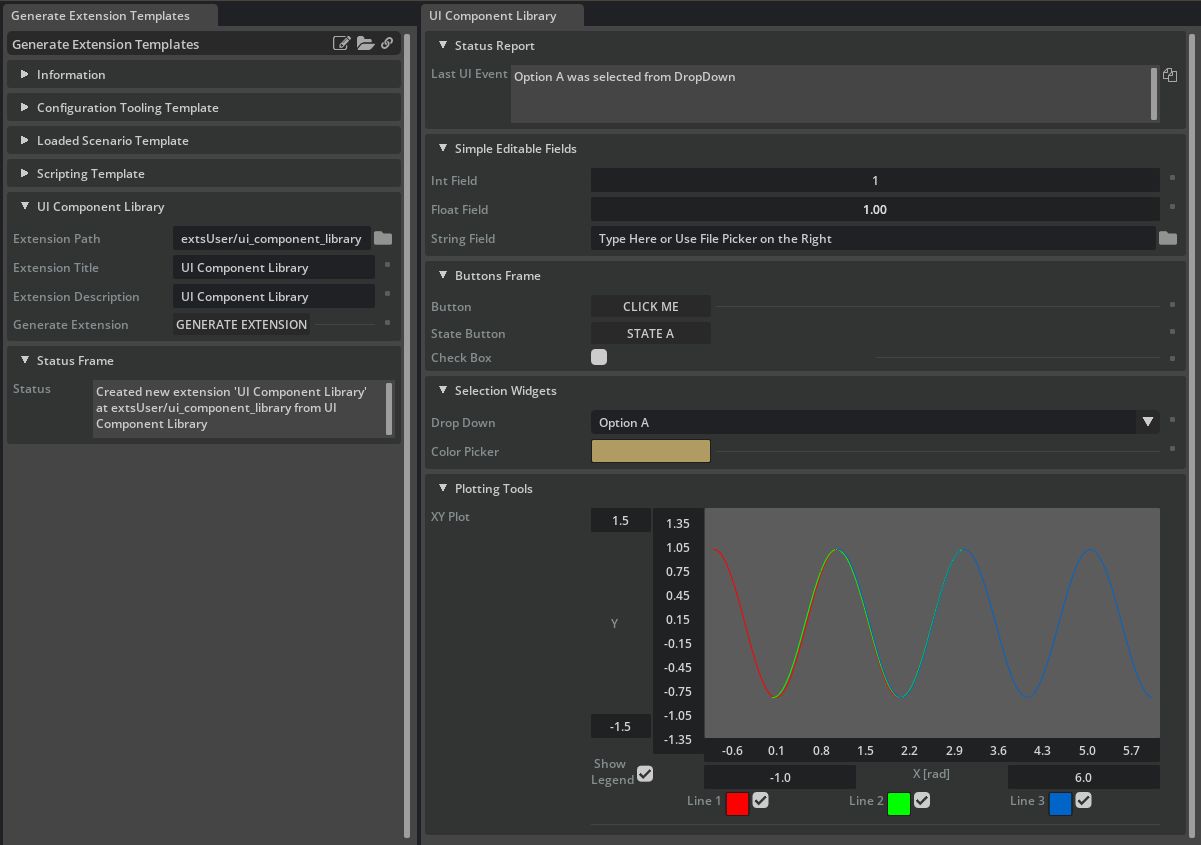 Generate Extension Templates
Generate Extension Templates
Information
Configuration Tooling Template
Loaded Scenario Template
Scripting Template
UI Component Library
Extension Path extsUser/ui_component_library
Extension Title UI Component Library
Extension Description UI Component Library
Generate Extension GENERATE EXTENSION
Status Frame
Status
Created new extension 'UI Component Library'
at extsUser/ui_component_library from UI
Component Library
UI Component Library
Status Report
Last UI Event Option A was selected from DropDown
Simple Editable Fields
Int Field 1
Float Field 1.00
String Field Type Here or Use File Picker on the Right
Buttons Frame
Button CLICK ME
State Button STATE A
Check Box
Selection Widgets
Drop Down Option A
Color Picker
Plotting Tools
XY Plot
1.5
Y
-1.5
1.35
1.05
0.75
0.45
0.15
-0.15
-0.45
-0.75
-1.05
-1.35
-0.6 0.1 0.8 1.5 2.2 2.9 3.6 4.3 5.0 5.7
Show
Legend
-1.0 X [rad] 6.0
Line 1 Line 2 Line 3